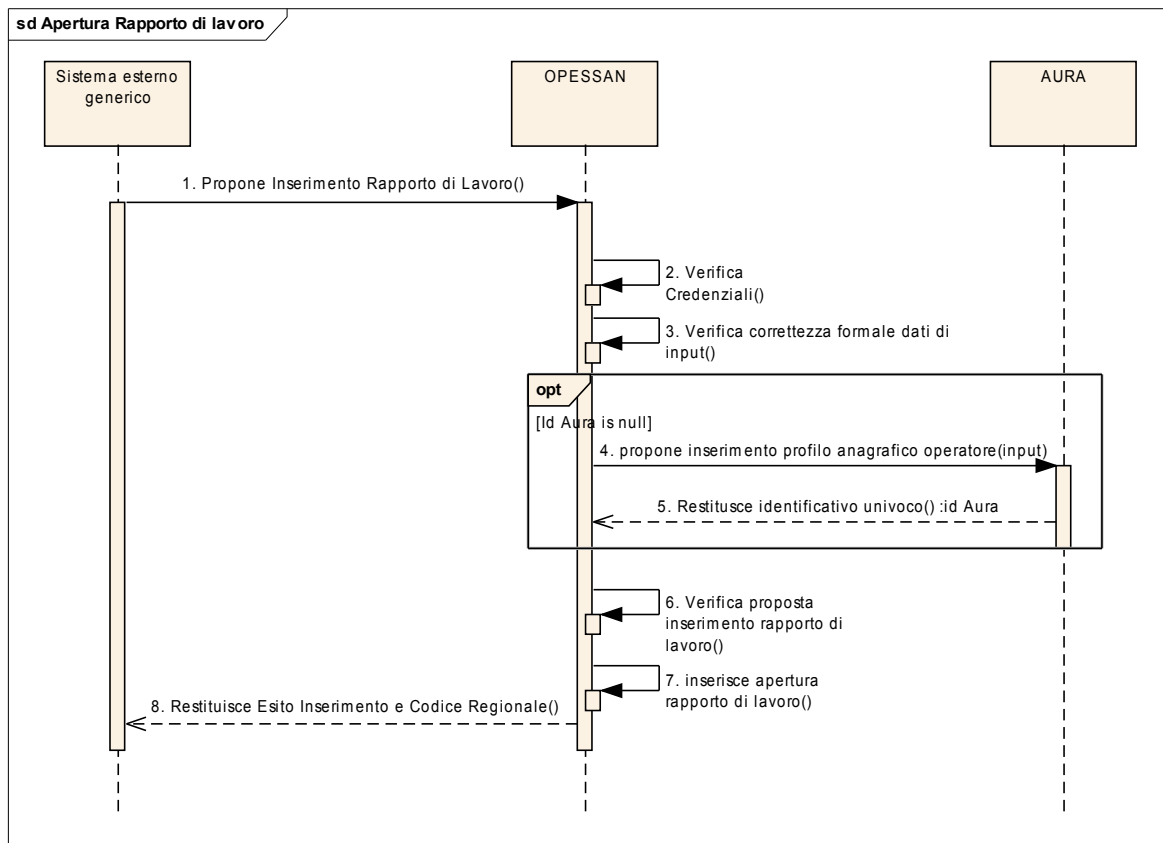 sd Apertura Rapporto di lavoro
Sistema esterno
generico
OPESSAN
AURA
1. Propone Inserimento Rapporto di Lavoro()
2. Verifica
Credenziali()
3. Verifica correttezza formale dati di
input()
opt
[Id Aura is null]
4. propone inserimento profilo anagrafico operatore(input)
5. Restitusce identificativo univoco() :id Aura
6. Verifica proposta
inserimento rapporto di
lavoro()
7. inserisce apertura
rapporto di lavoro()
8. Restituisce Esito Inserimento e Codice Regionale()